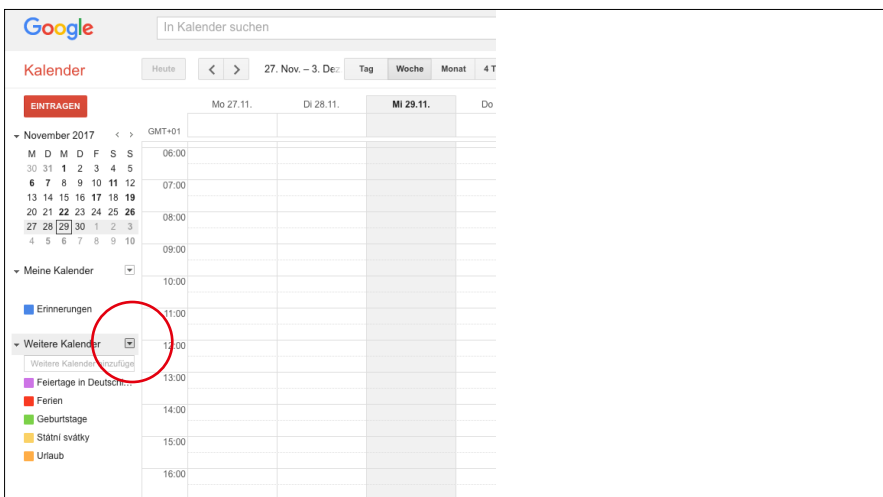 Google
In Kalender suchen
Kalender
Heute
27. Nov. – 3. Dez
Tag Woche Monat 4 T
EINTRAGEN
Mo 27.11. Di 28.11. Mi 29.11. Do
November 2017
GMT+01
M D M D F S S
30 31 1 2 3 4 5
6 7 8 9 10 11 12
13 14 15 16 17 18 19
20 21 22 23 24 25 26
27 28 29 30 1 2 3
4 5 6 7 8 9 10
Meine Kalender
Erinnerungen
Weitere Kalender
Weitere Kalender hinzufüge
Feiertage in Deutschl...
Ferien
Geburtstage
Státní svátky
Urlaub
06:00
07:00
08:00
09:00
10:00
11:00
12:00
13:00
14:00
15:00
16:00